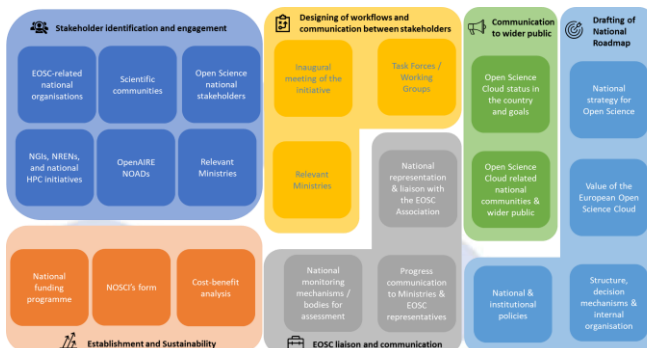 Stakeholder identification and engagement
EOSC-related
national
organisations
Scientific
communities
Open Science
national
stakeholders
NGIs, NRENs,
and national
HPC initiatives
OpenAIRE
NOADs
Relevant
Ministries
Designing of workflows and
communication between stakeholders
Inaugural
meeting of the
initiative
Task Forces /
Working
Groups
Relevant
Ministries
Communication
to wider public
Open Science
Cloud status in
the country
and goals
Open Science
Cloud related
national
communities &
wider public
Drafting of
National
Roadmap
National
strategy for
Open Science
Value of the
European Open
Science Cloud
National &
institutional
policies
Structure,
decision
mechanisms &
internal
organisation
National
funding
programme
NOSCI's form
Cost-benefit
analysis
Establishment and Sustainability
National
representation
& liaison with
the EOSC
Association
National
monitoring
mechanisms /
bodies for
assessment
Progress
communication
to Ministries &
EOSC
representatives
EOSC liaison and communication